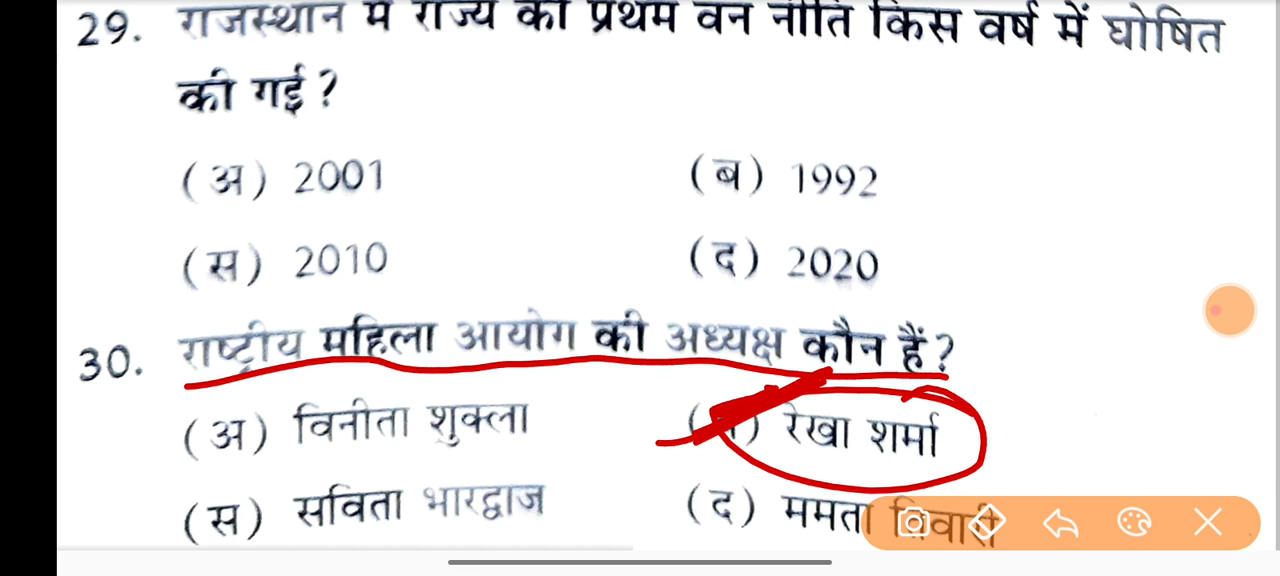 29. राजस्थान में राज्य की प्रथम वन नीति किस वर्ष में घोषित
की गई ?
(अ) 2001 (ब) 1992
(स) 2010 (द) 2020
30. राष्ट्रीय महिला आयोग की अध्यक्ष कौन हैं ?
(अ) विनीता शुक्ला रेखा शर्मा
(स) सविता भारद्वाज (द) ममता तिवारी